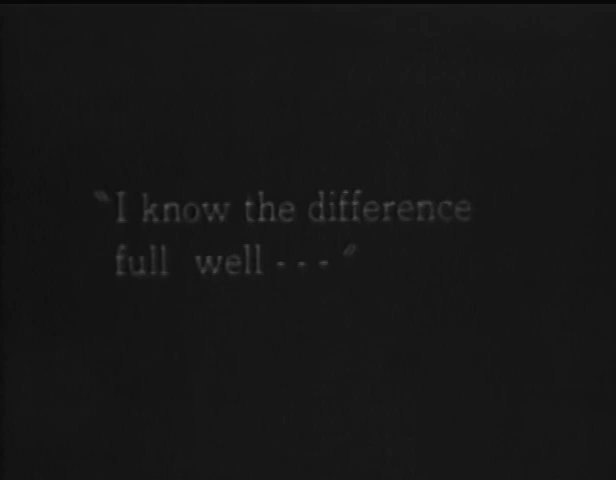 "I know the difference
full well - - - "